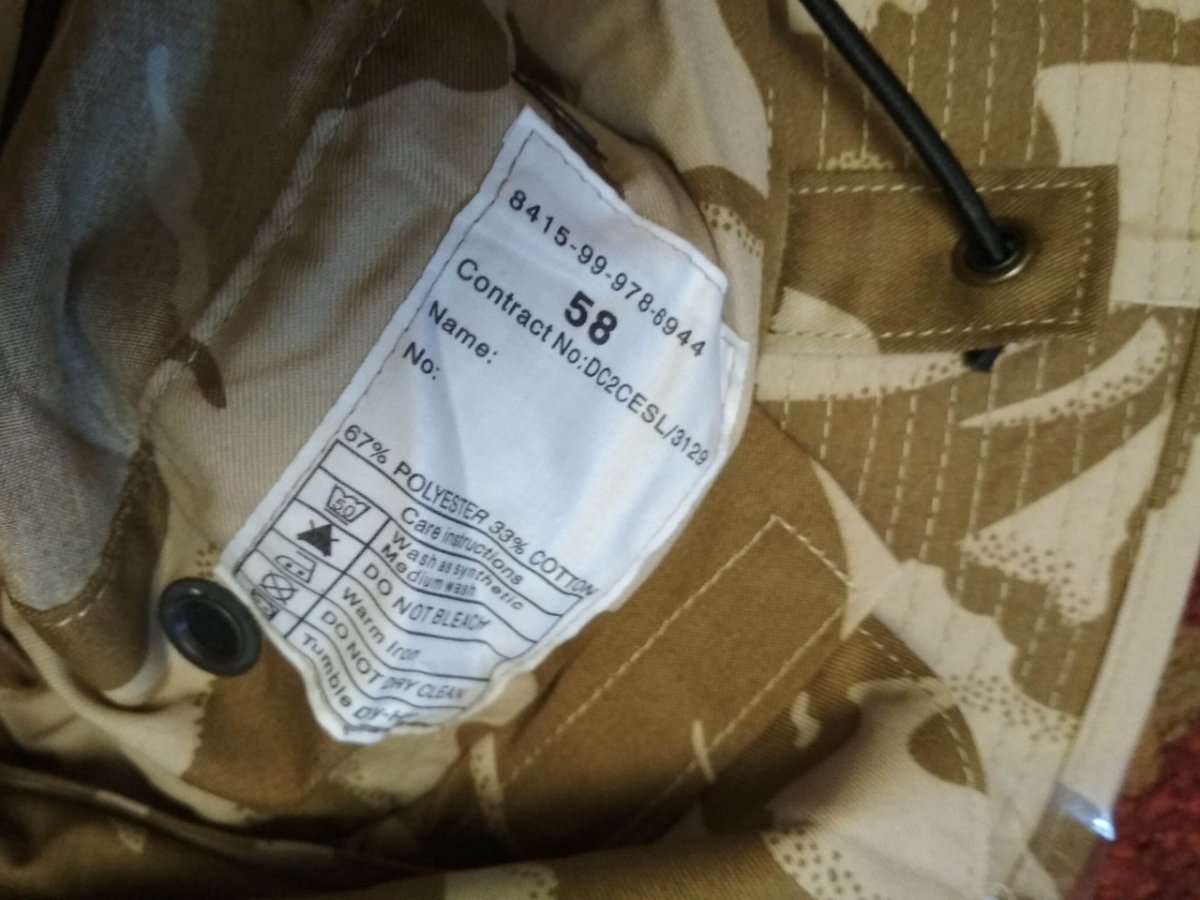 8415-99-978-6944
58
Contract No:DC2CESL/3129
Name:
No:
67% POLYESTER 33% COTTON
Care instructions
50
Wash as synthetic
Medium wash
DO NOT BLEACH
Warm Iron
DO NOT DRY CLEAN
Tumble